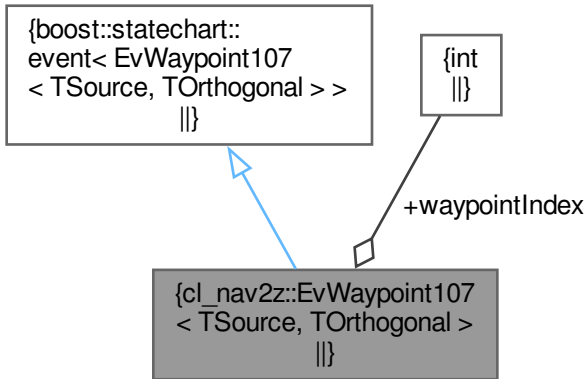 {boost::statechart::
event< EvWaypoint107
< TSource, TOrthogonal > >
||}
{int
||}
+waypointIndex
{cl_nav2z::EvWaypoint107
< TSource, TOrthogonal >
||}